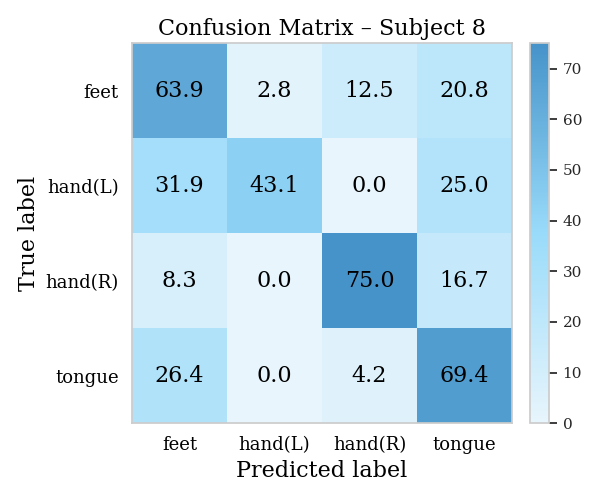 Confusion Matrix – Subject 8
feet 63.9 2.8 12.5 20.8
hand(L) 31.9 43.1 0.0 25.0
hand(R) 8.3 0.0 75.0 16.7
tongue 26.4 0.0 4.2 69.4
feet hand(L) hand(R) tongue
Predicted label
True label
70
60
50
40
30
20
10
0